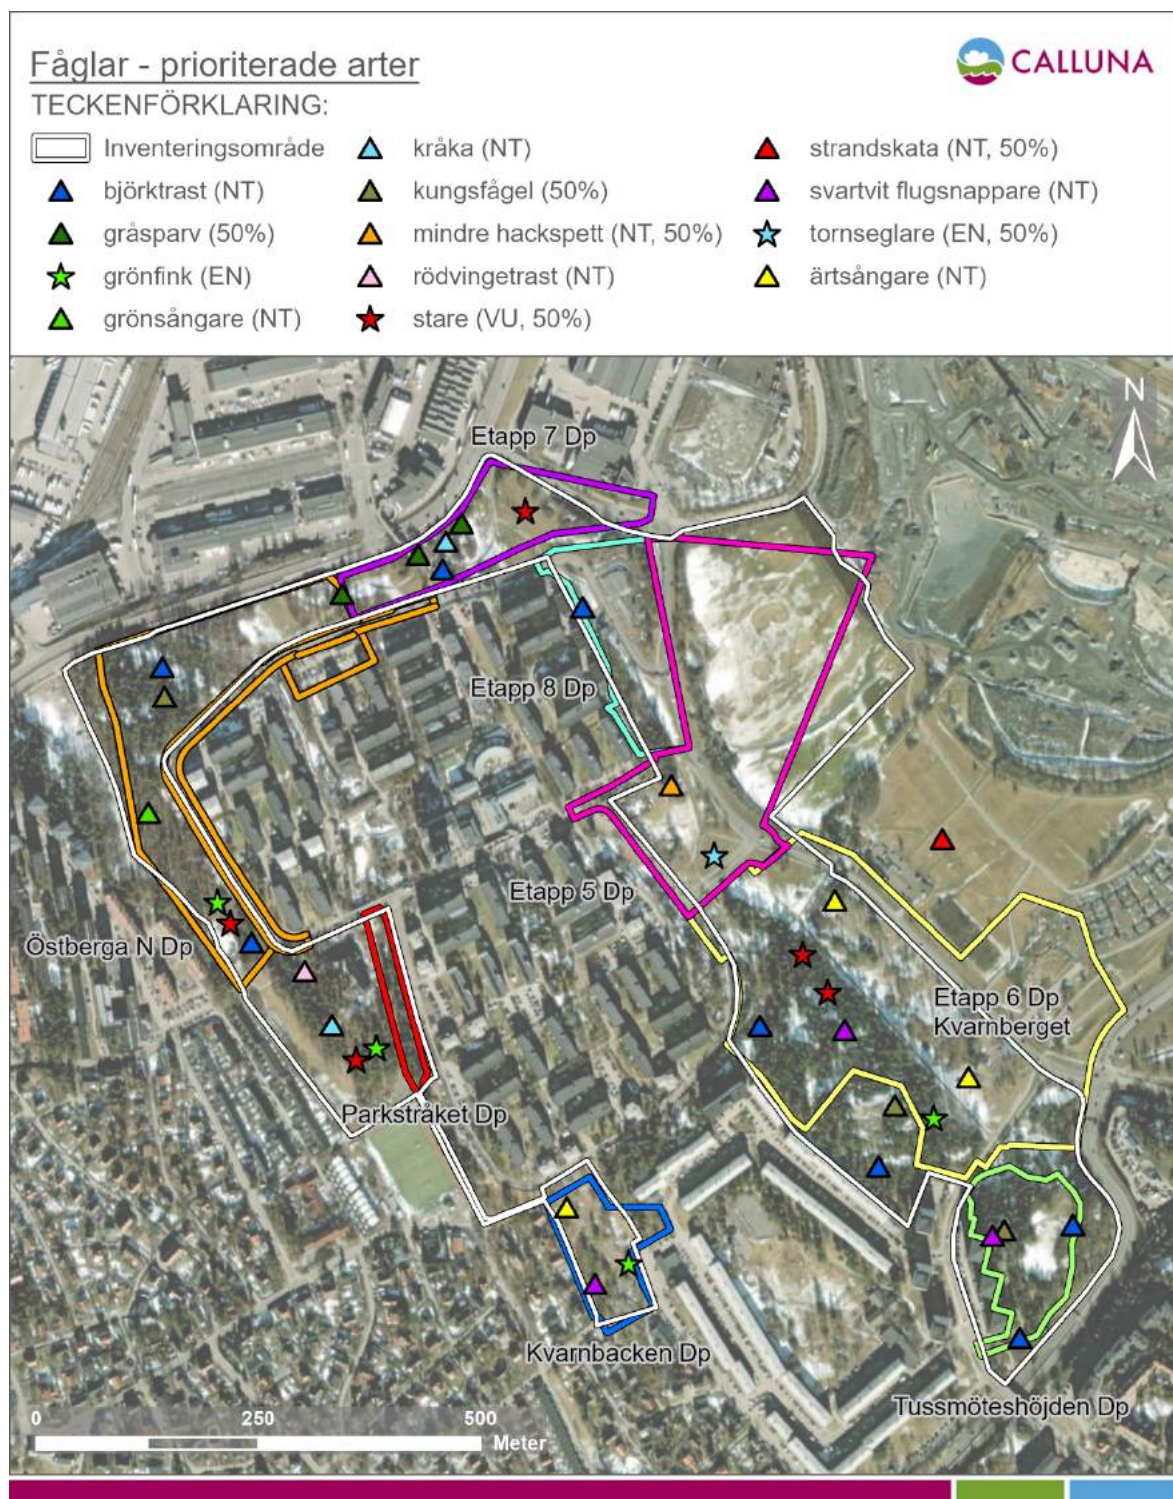 Fåglar - prioriterade arter
CALLUNA
TECKENFÖRKLARING:
Inventeringsområde
björktrast (NT)
gråsparv (50%)
grönfink (EN)
grönsångare (NT)
kråka (NT)
kungsfågel (50%)
mindre hackspett (NT, 50%)
rödvingetrast (NT)
stare (VU, 50%)
strandskata (NT, 50%)
svartvit flugsnappare (NT)
tornseglare (EN, 50%)
ärtsångare (NT)
N
Etapp 7 Dp
Etapp 8 Dp
Etapp 5 Dp
Östberga N Dp
Etapp 6 Dp
Kvarnberget
Parkstråket Dp
Kvarnbacken Dp
Tussmöteshöjden Dp
0 250 500
Meter